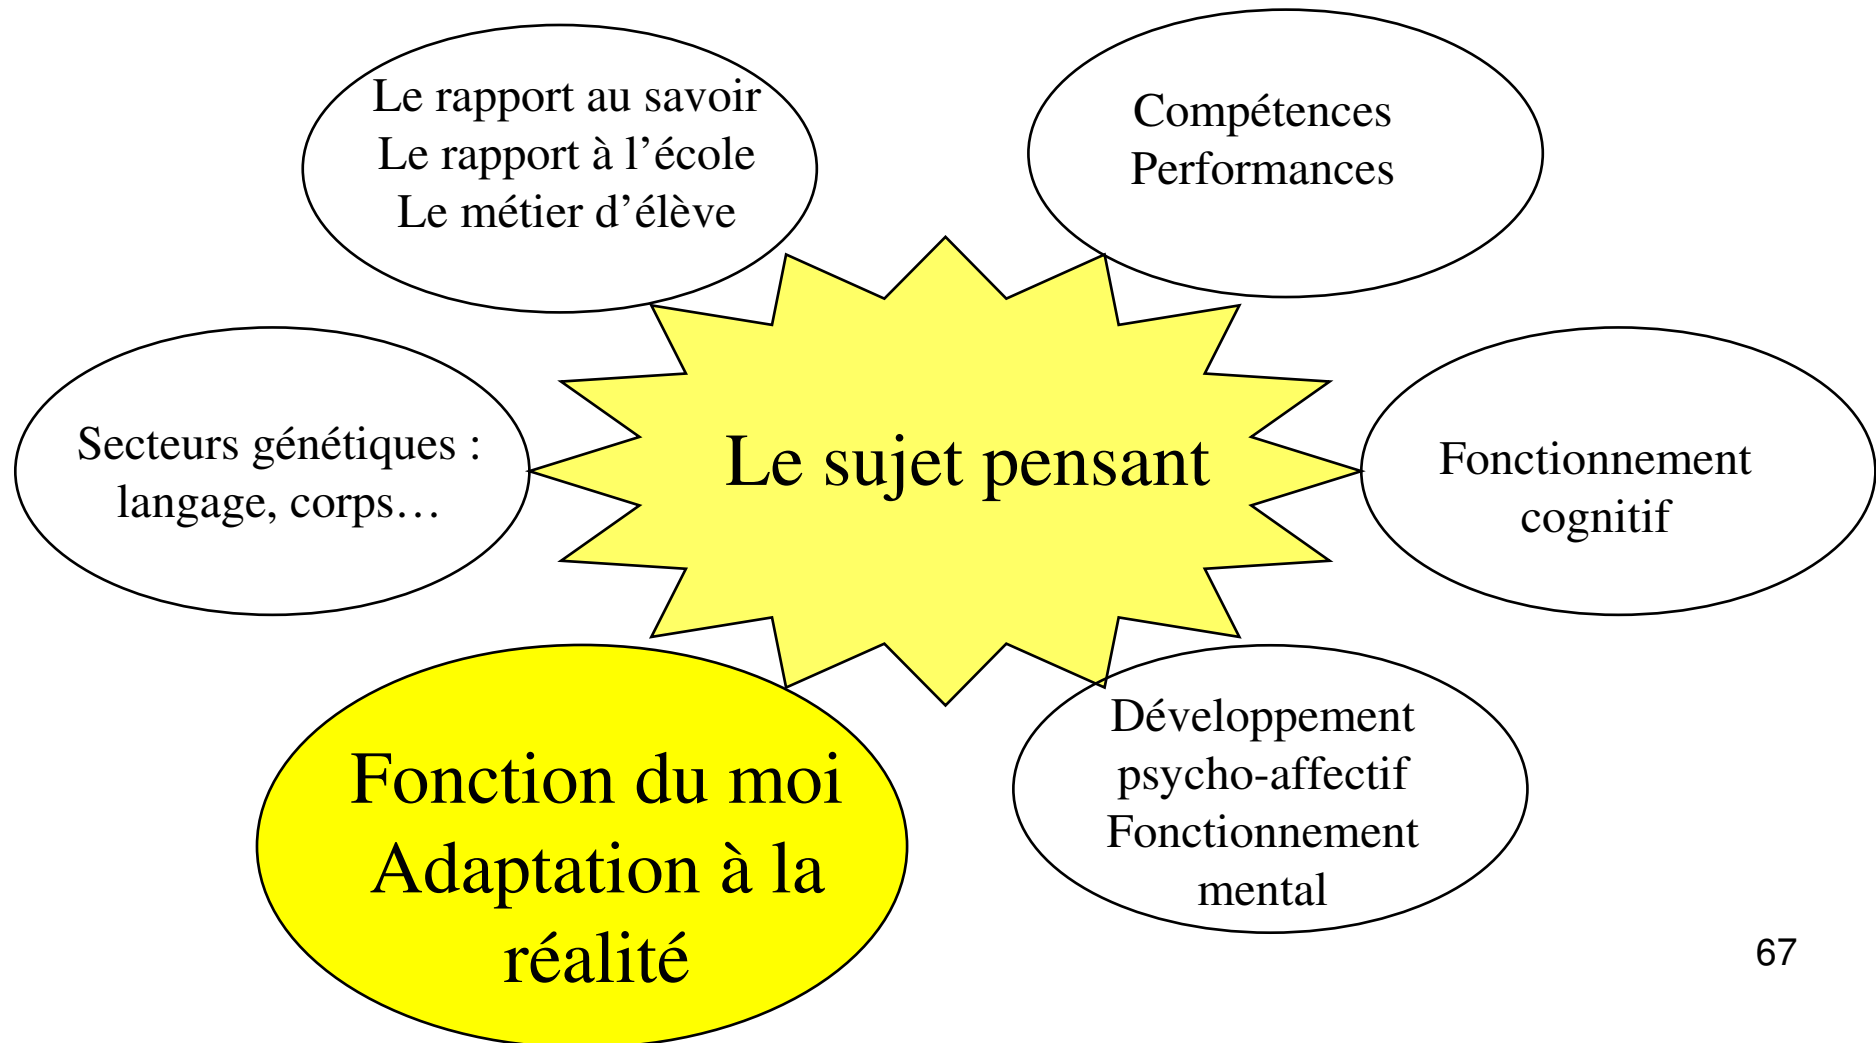 Le rapport au savoir
Le rapport à l’école
Le métier d’élève
Compétences
Performances
Secteurs génétiques :
langage, corps…
Le sujet pensant
Fonctionnement
cognitif
Fonction du moi
Adaptation à la
réalité
Développement
psycho-affectif
Fonctionnement
mental
67